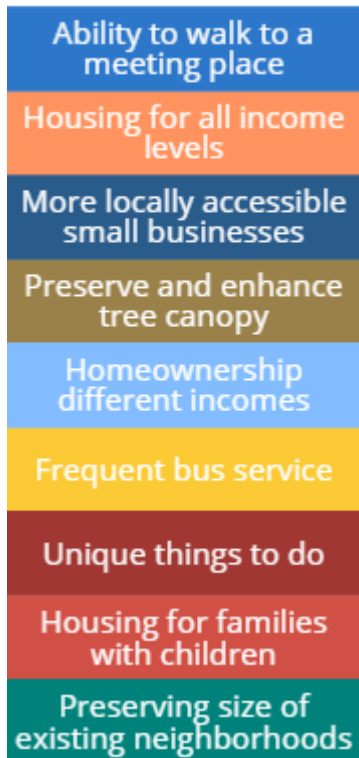 Ability to walk to a
meeting place
Housing for all income
levels
More locally accessible
small businesses
Preserve and enhance
tree canopy
Homeownership
different incomes
Frequent bus service
Unique things to do
Housing for families
with children
Preserving size of
existing neighborhoods